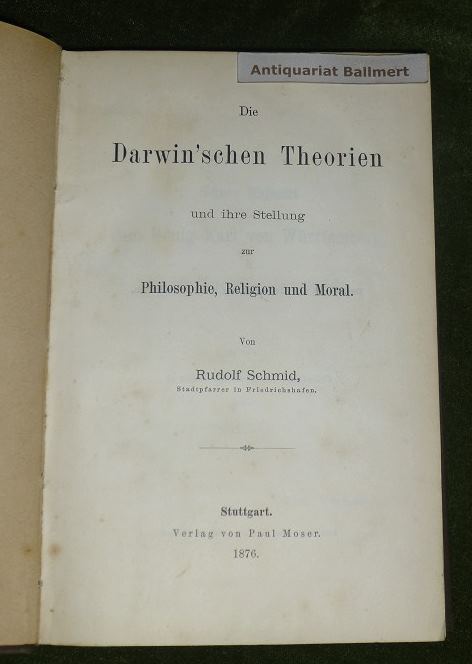 Antiquariat Ballmert
Die
Darwin'schen Theorien
und ihre Stellung
zur
Philosophie, Religion und Moral.
Von
Rudolf Schmid,
Stadtpfarrer in Friedrichshafen.
Stuttgart.
Verlag von Paul Moser.
1876.